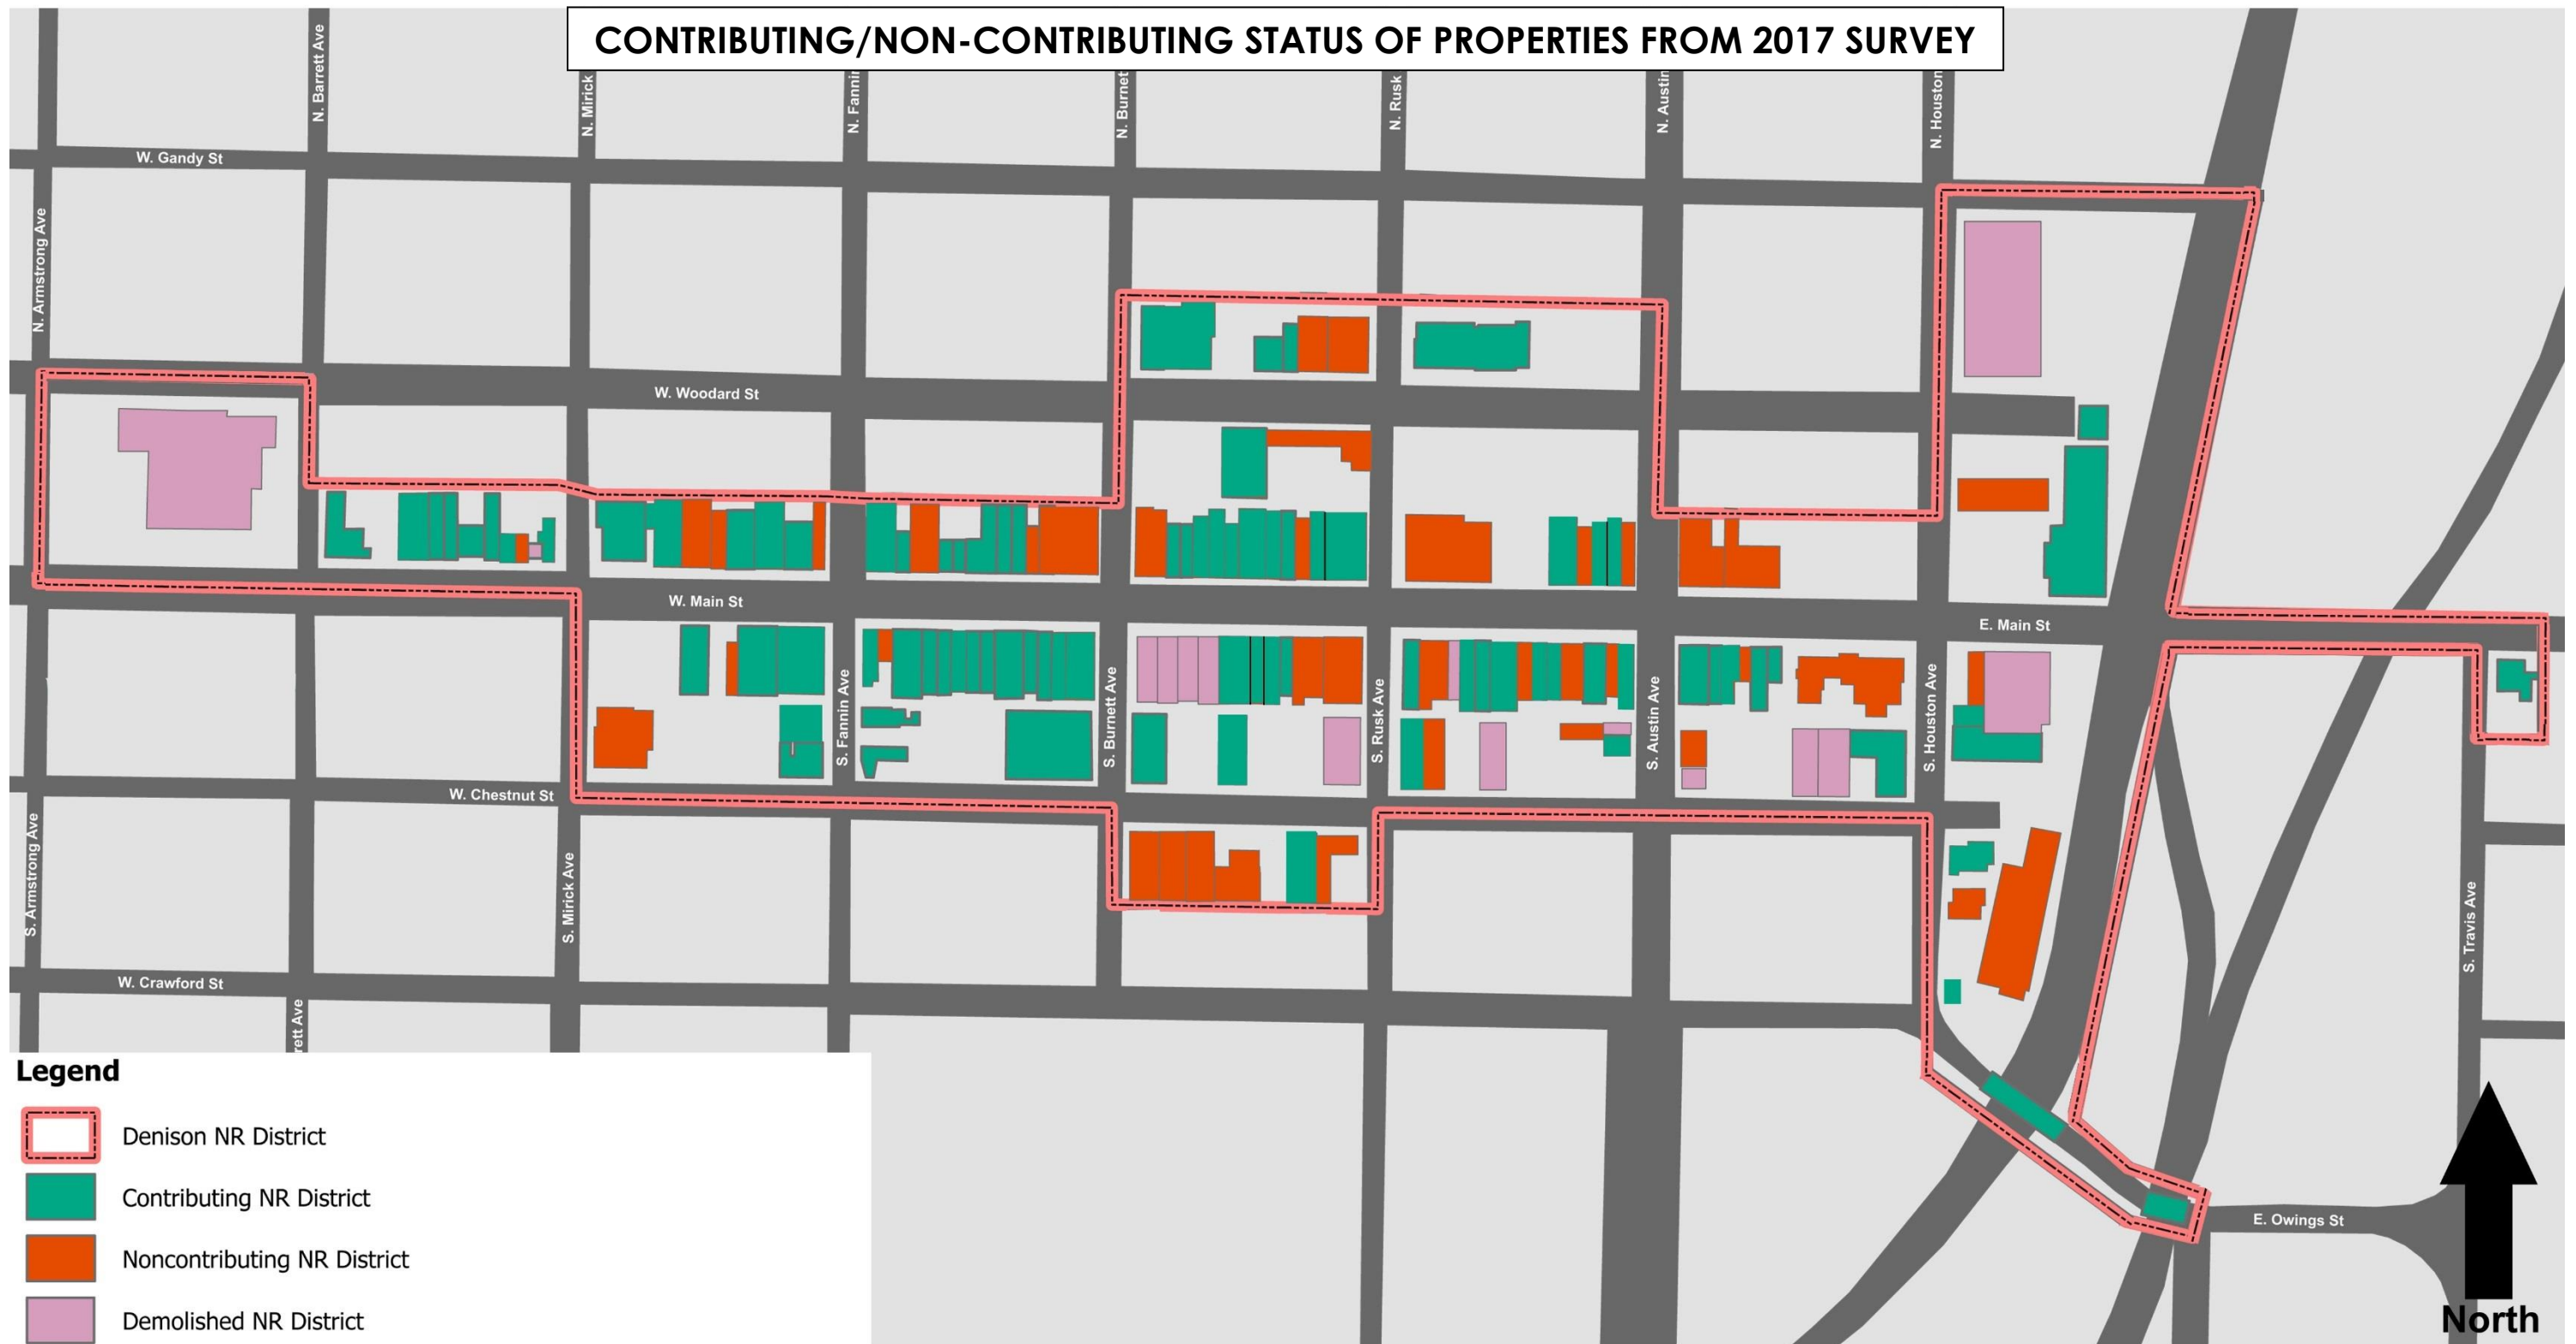 CONTRIBUTING/NON-CONTRIBUTING STATUS OF PROPERTIES FROM 2017 SURVEY
N. Barrett Ave
N. Mirick
N. Fannin
N. Burnet
N. Rusk
N. Austin
N. Houston
W. Gandy St
N. Armstrong Ave
W. Woodard St
W. Main St
E. Main St
S. Fannin Ave
S. Burnett Ave
S. Rusk Ave
S. Austin Ave
S. Houston Ave
W. Chestnut St
S. Armstrong Ave
S. Mirick Ave
S. Travis Ave
W. Crawford St
rett Ave
E. Owings St
Legend
Denison NR District
Contributing NR District
Noncontributing NR District
Demolished NR District
North